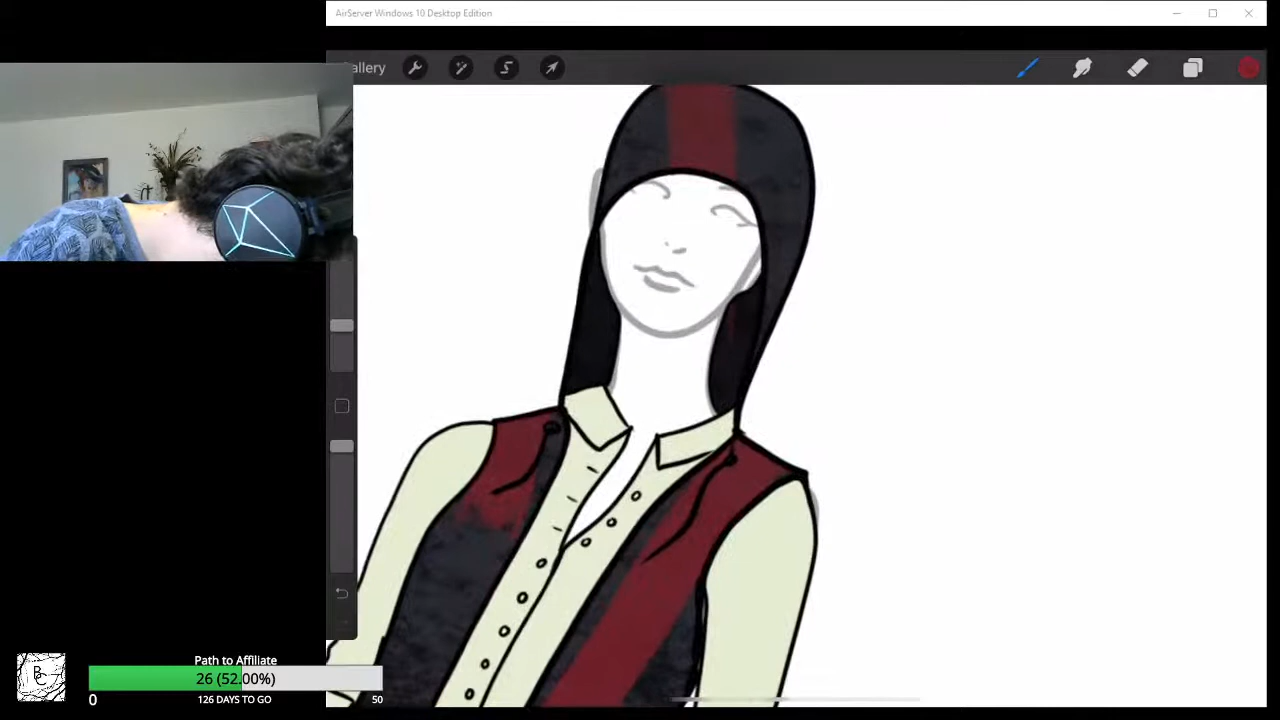 AirServer Windows 10 Desktop Edition
allery
Path to Affiliate
26 (52.00%)
0
126 DAYS TO GO
50